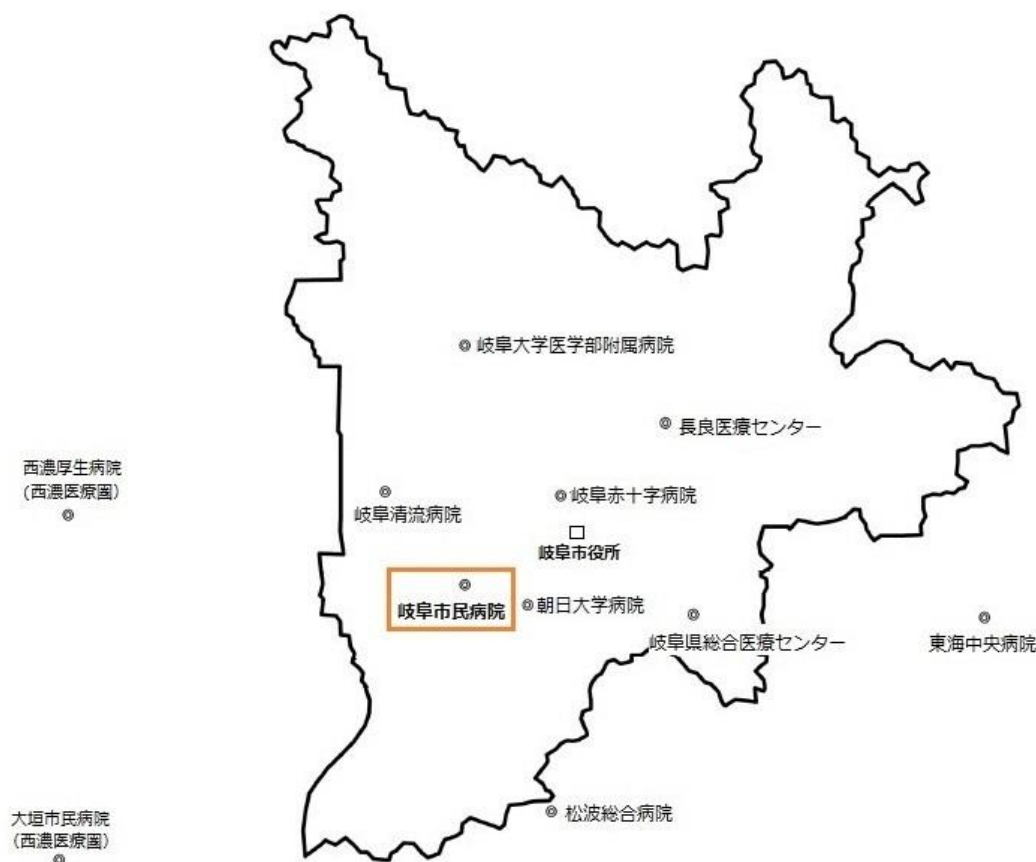 岐阜大学医学部附属病院
長良医療センター
西濃厚生病院
(西濃医療圏)
岐阜清流病院
岐阜赤十字病院
岐阜市役所
岐阜市民病院
朝日大学病院
岐阜県総合医療センター
東海中央病院
松波総合病院
大垣市民病院
(西濃医療圏)